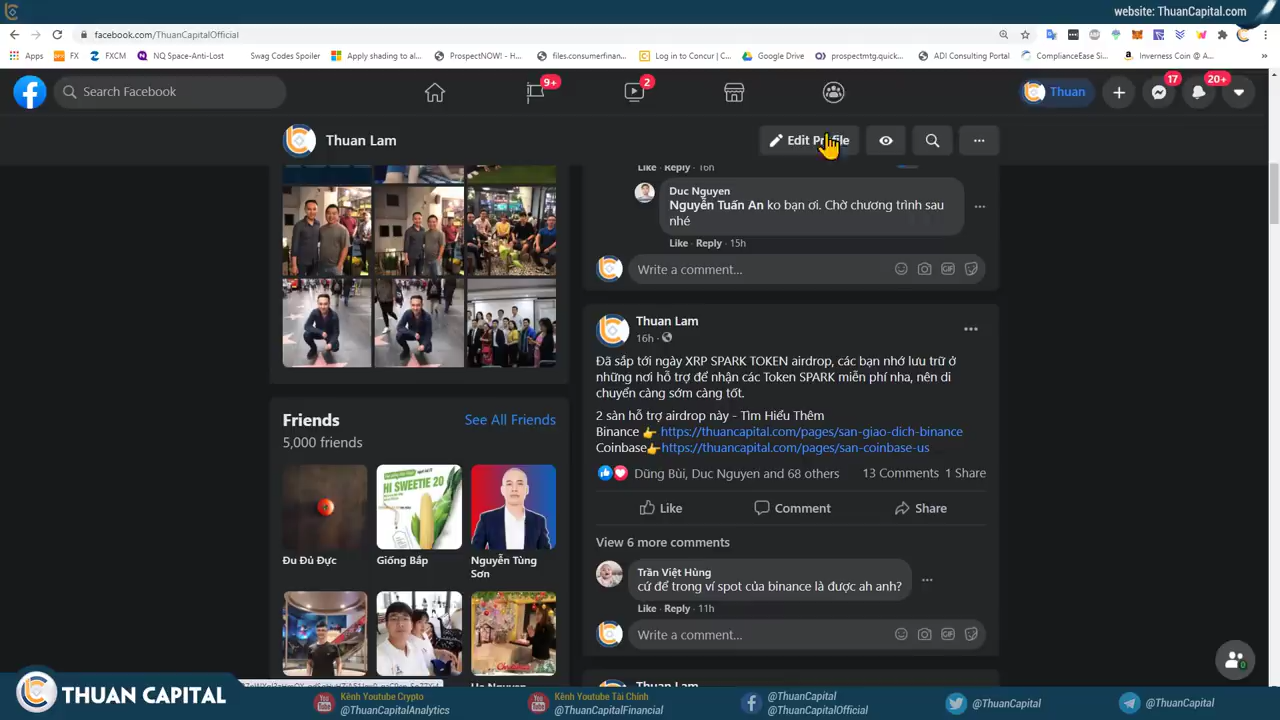 website: ThuanCapital.com
facebook.com/ThuanCapitalOfficial
Apps
FX
FXCM
NQ Space-Anti-Lost
Swag Codes Spoiler
Apply shading to al...
ProspectNOW! - H...
files.consumerfinan...
Log in to Concur | C...
Google Drive
prospectmtg.quick...
ADI Consulting Portal
ComplianceEase Si...
Inverness Coin @ A...
Search Facebook
9+
2
Thuan
17
20+
Thuan Lam
Edit Profile
Like · Reply · 16h
Duc Nguyen
Nguyễn Tuấn An ko bạn ơi. Chờ chương trình sau
nhé
Like · Reply · 15h
Write a comment...
Thuan Lam
16h ·
Đã sắp tới ngày XRP SPARK TOKEN airdrop, các bạn nhớ lưu trữ ở
những nơi hỗ trợ để nhận các Token SPARK miễn phí nha, nên di
chuyển càng sớm càng tốt.
2 sàn hỗ trợ airdrop này - Tìm Hiểu Thêm
Binance 👉 https://thuancapital.com/pages/san-giao-dich-binance
Coinbase👉https://thuancapital.com/pages/san-coinbase-us
Dũng Bùi, Duc Nguyen and 68 others
13 Comments 1 Share
Like
Comment
Share
View 6 more comments
Trần Việt Hùng
cứ để trong ví spot của binance là được ah anh?
Like · Reply · 11h
Write a comment...
Friends
See All Friends
5,000 friends
HI SWEETIE 20
Đu Đủ Đực
Giống Bắp
Nguyễn Tùng
Sơn
0
THUAN CAPITAL
Kênh Youtube Crypto
@ThuanCapitalAnalytics
Kênh Youtube Tài Chính
@ThuanCapitalFinancial
@ThuanCapital
@ThuanCapitalOfficial
@ThuanCapital
@ThuanCapital